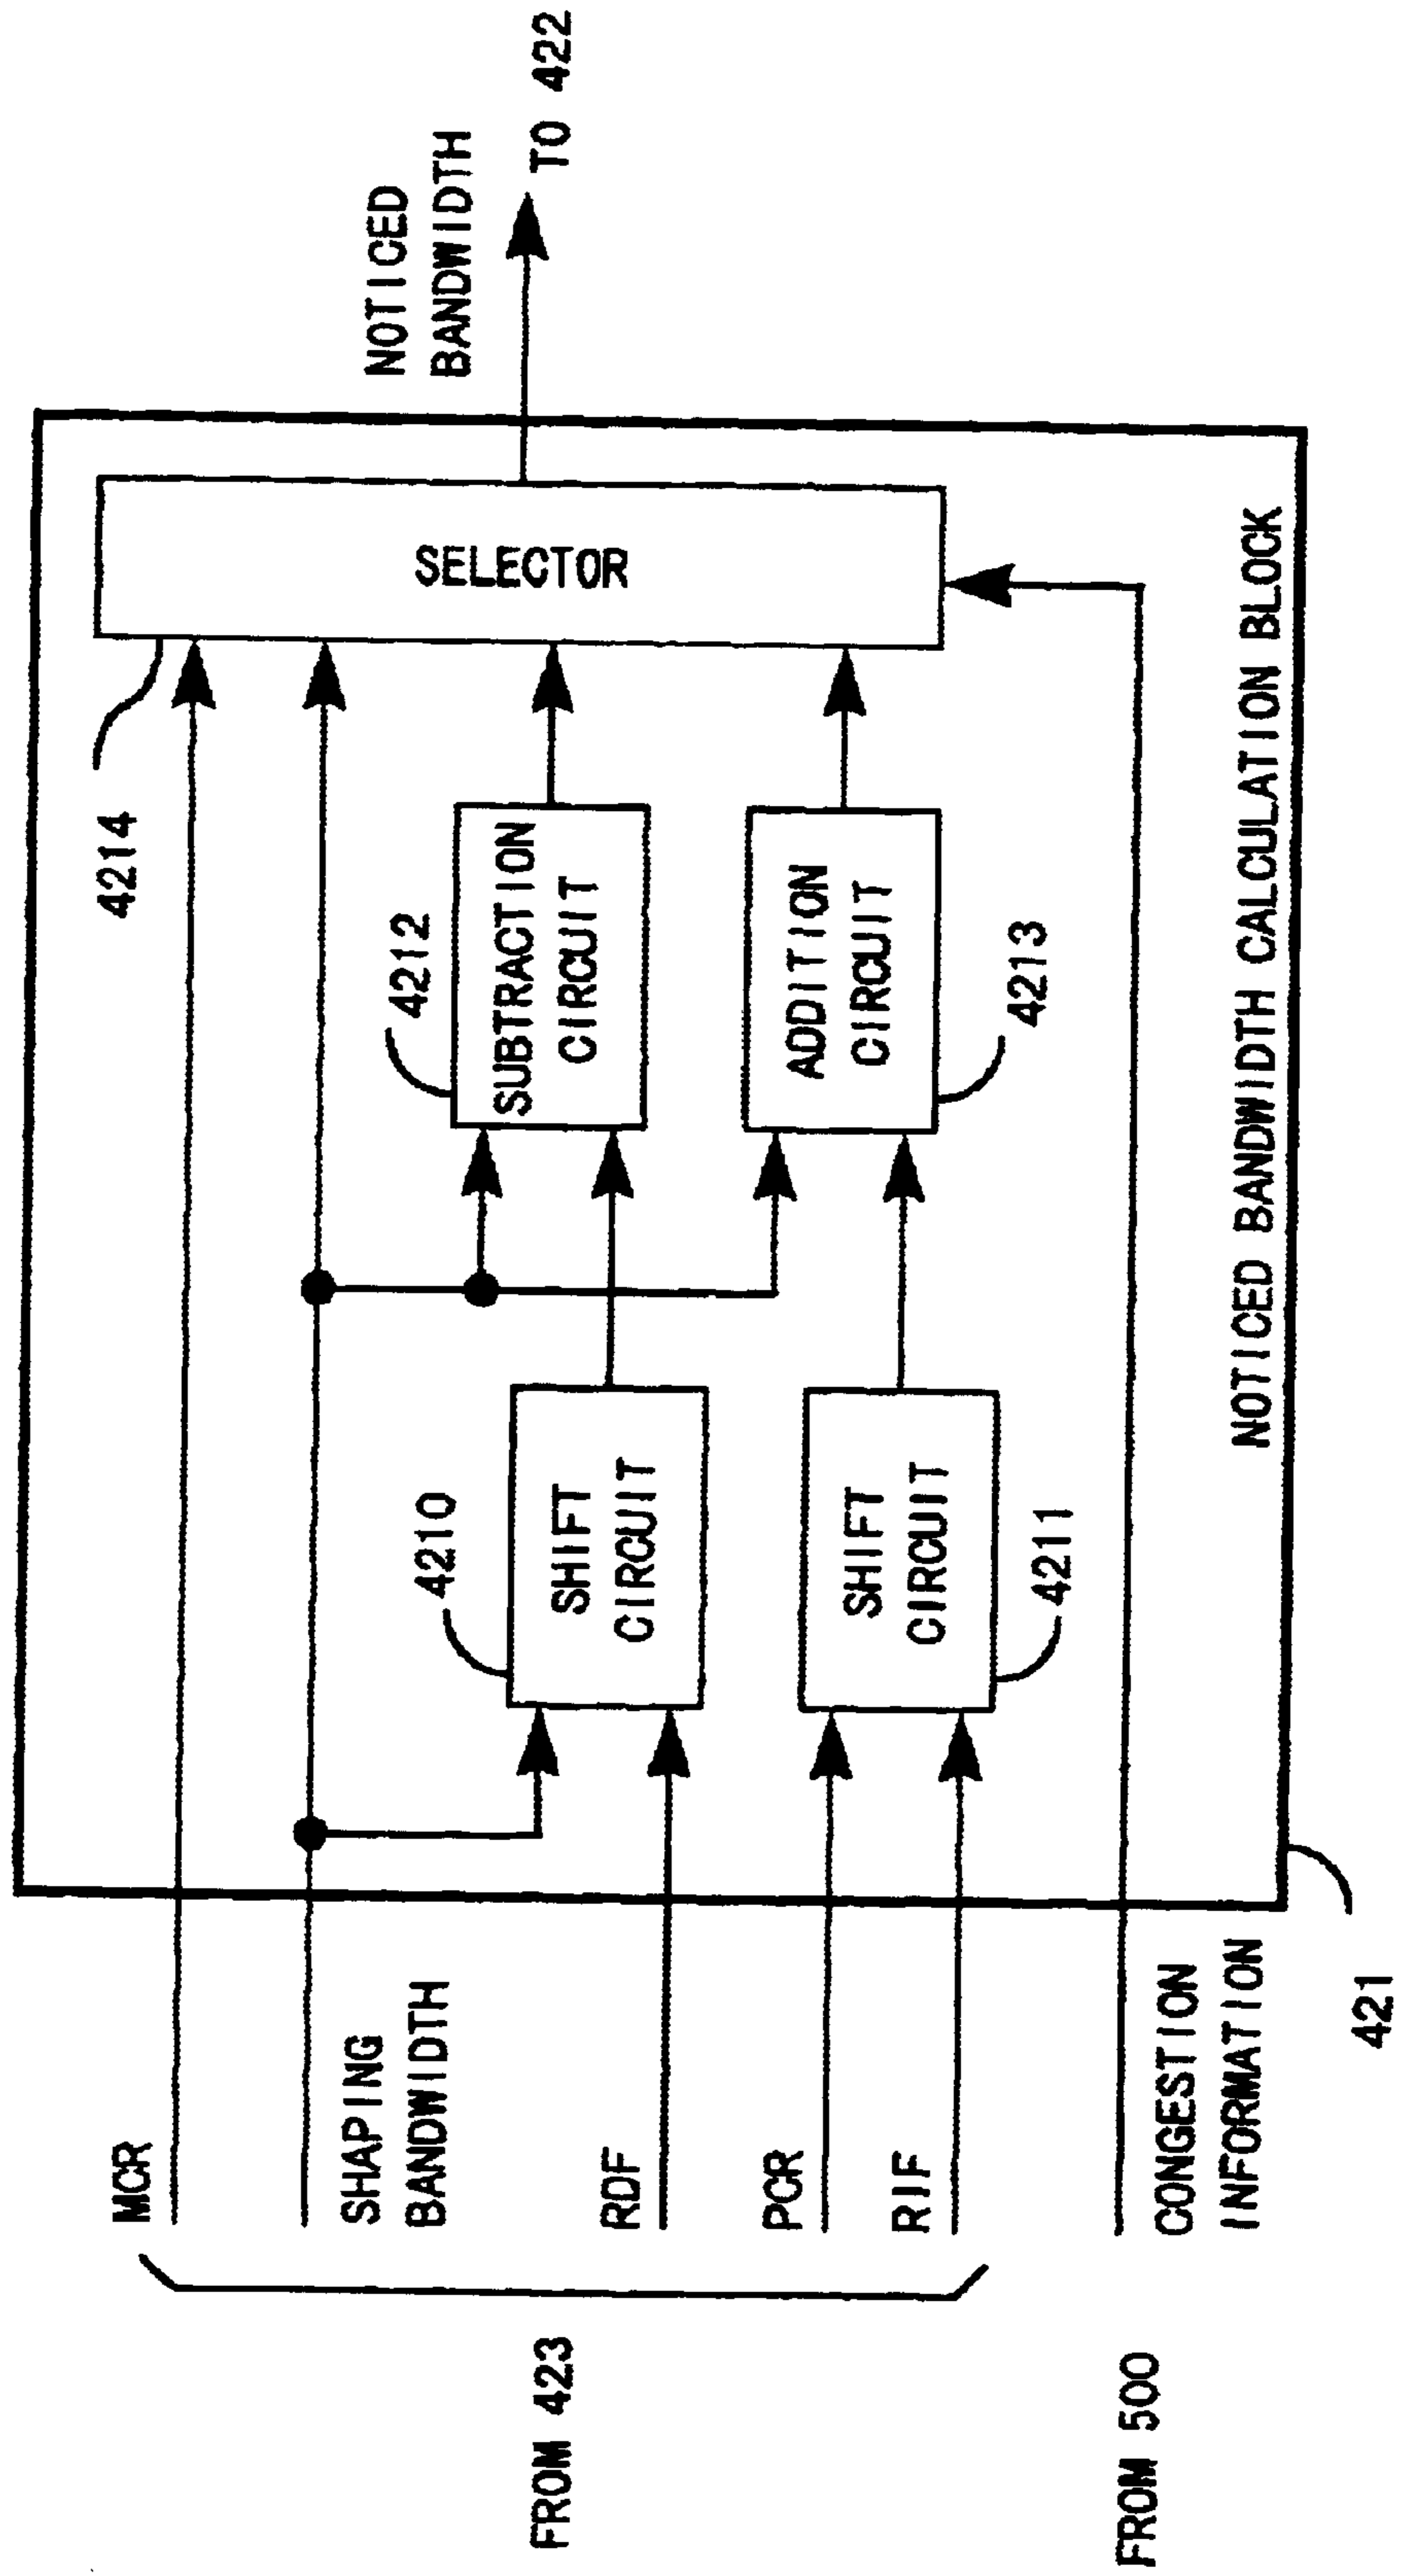 FROM 423
FROM 500
MCR
SHAPING
BANDWIDTH
RDF
PCR
RIF
CONGESTION
INFORMATION
421
4210
SHIFT
CIRCUIT
SHIFT
CIRCUIT
4211
4212
SUBTRACTION
CIRCUIT
ADDITION
CIRCUIT
4213
4214
SELECTOR
NOTICED BANDWIDTH CALCULATION BLOCK
NOTICED
BANDWIDTH
TO 422